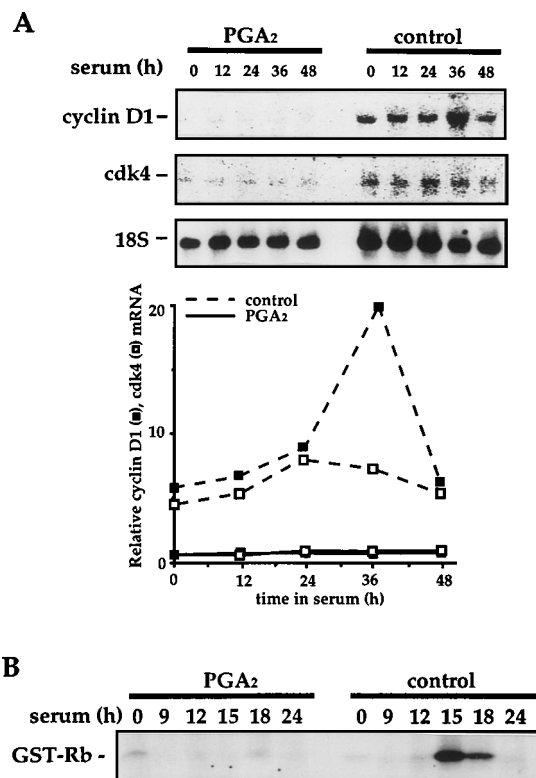 A
PGA2 control
serum (h) 0 12 24 36 48 0 12 24 36 48
cyclin D1 –
cdk4 –
18S –
Relative cyclin D1 (■), cdk4 (□) mRNA
20
10
0
control
PGA2
0 12 24 36 48
time in serum (h)
B
PGA2 control
serum (h) 0 9 12 15 18 24 0 9 12 15 18 24
GST-Rb -